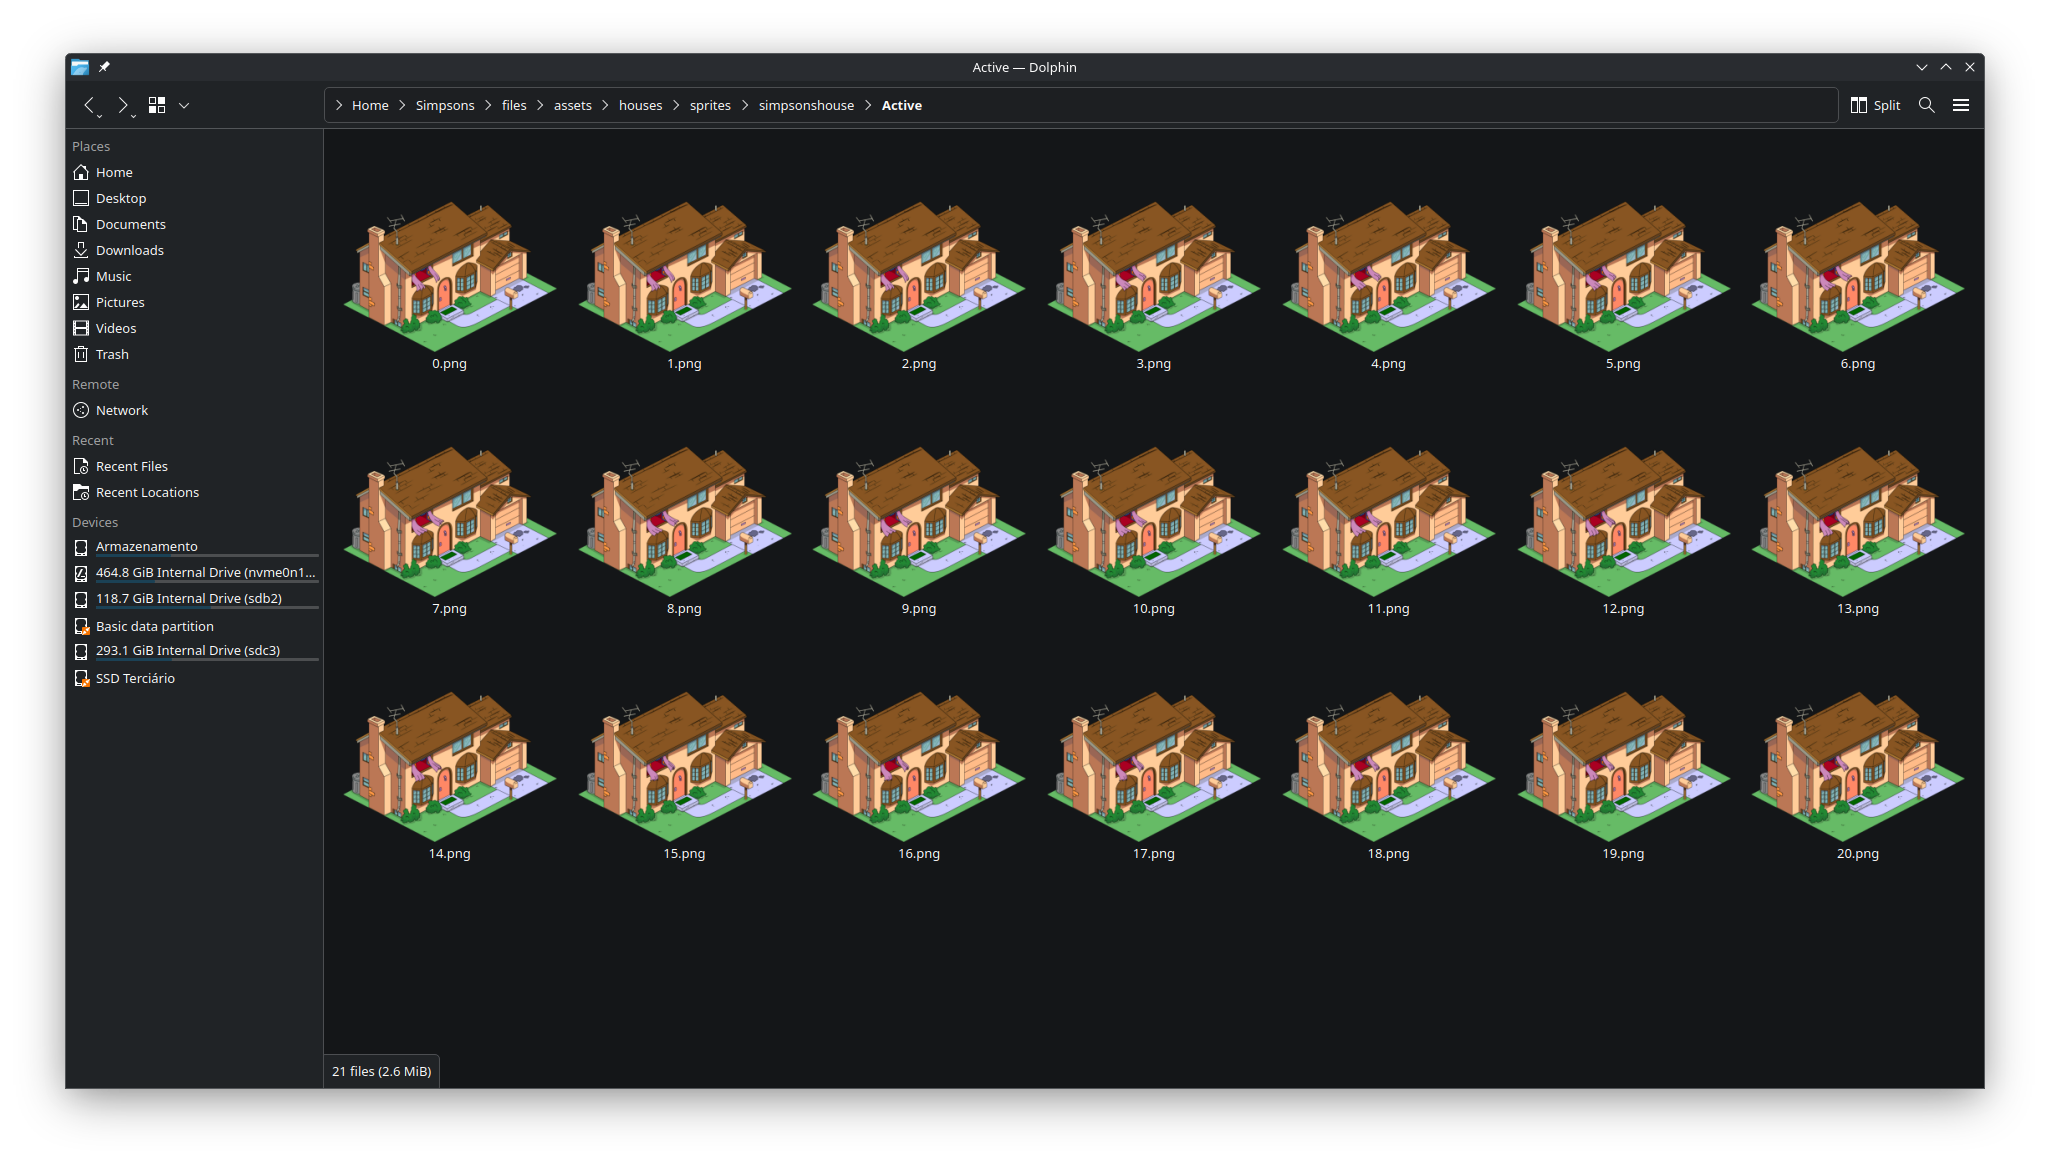 Active — Dolphin
Home Simpsons files assets houses sprites simpsonshouse Active
Split
Places
Home
Desktop
Documents
Downloads
Music
Pictures
Videos
Trash
Remote
Network
Recent
Recent Files
Recent Locations
Devices
Armazenamento
464.8 GiB Internal Drive (nvme0n1...
118.7 GiB Internal Drive (sdb2)
Basic data partition
293.1 GiB Internal Drive (sdc3)
SSD Terciário
0.png 1.png 2.png 3.png 4.png 5.png 6.png
7.png 8.png 9.png 10.png 11.png 12.png 13.png
14.png 15.png 16.png 17.png 18.png 19.png 20.png
21 files (2.6 MiB)